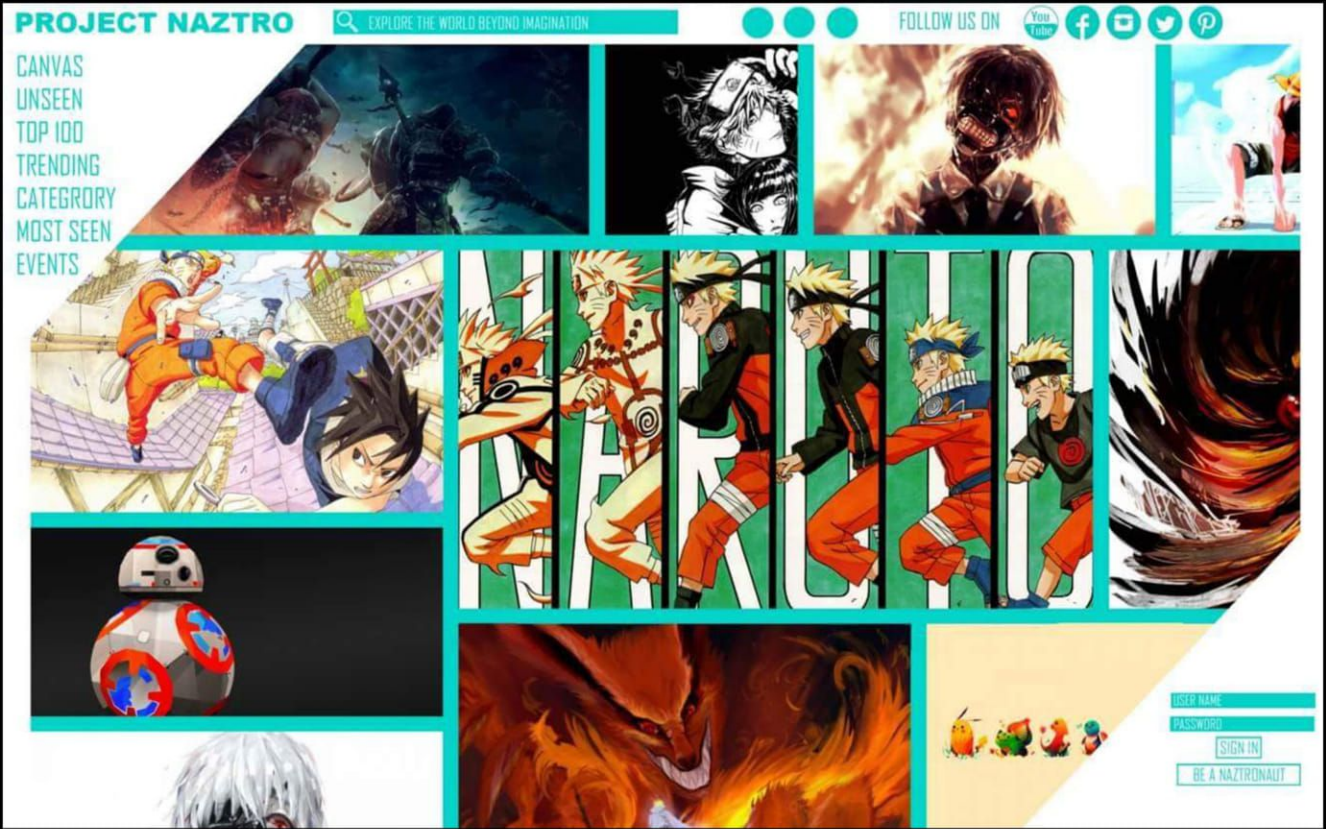 PROJECT NAZTRO
EXPLORE THE WORLD BEYOND IMAGINATION
FOLLOW US ON
You
Tube
CANVAS
UNSEEN
TOP 100
TRENDING
CATEGRORY
MOST SEEN
EVENTS
NARUTO
USER NAME
PASSWORD
SIGN IN
BE A NAZTRONAUT